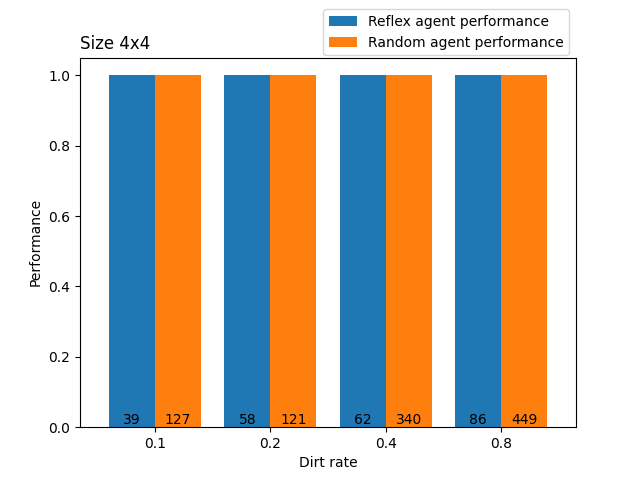 Reflex agent performance
Random agent performance
Size 4x4
1.0
0.8
0.6
0.4
0.2
0.0
Performance
39 127 58 121 62 340 86 449
0.1 0.2 0.4 0.8
Dirt rate